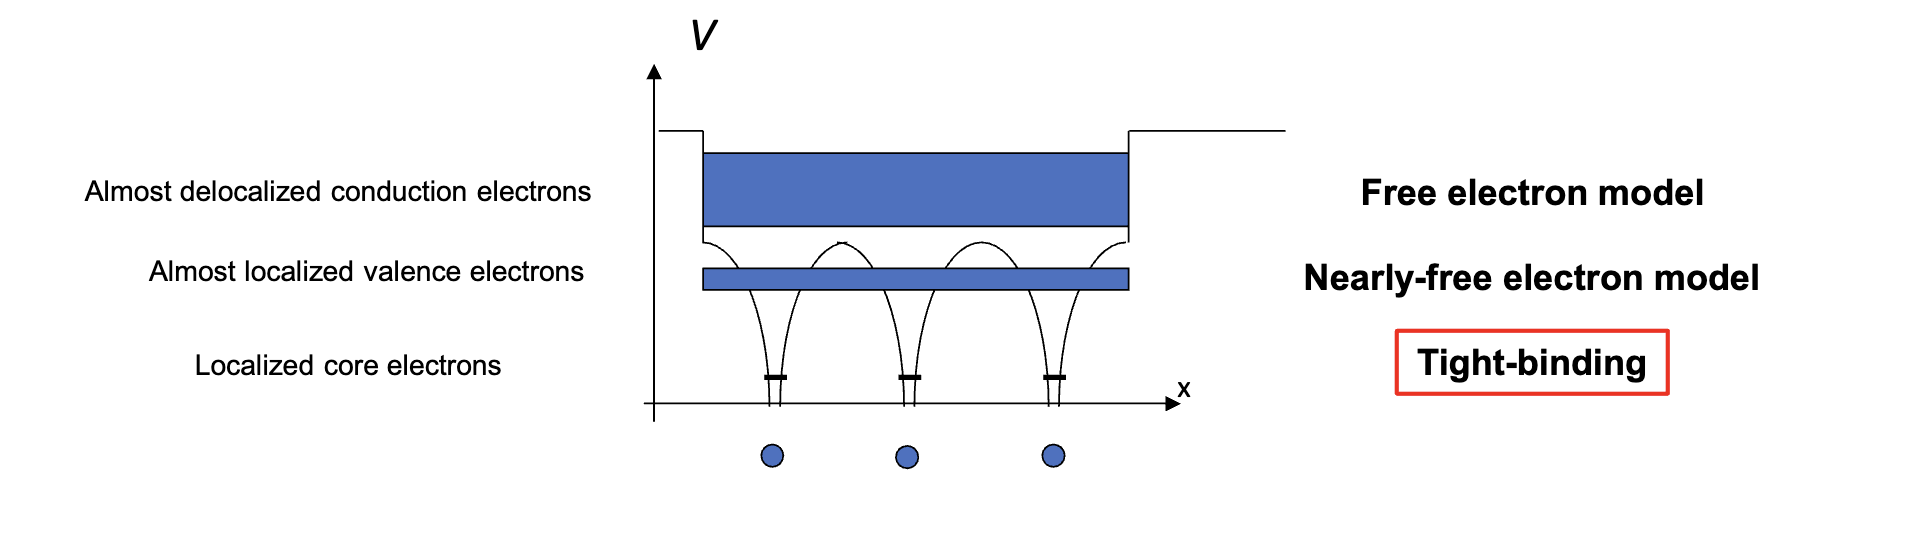 V
Almost delocalized conduction electrons
Free electron model
Almost localized valence electrons
Nearly-free electron model
Localized core electrons
Tight-binding
x